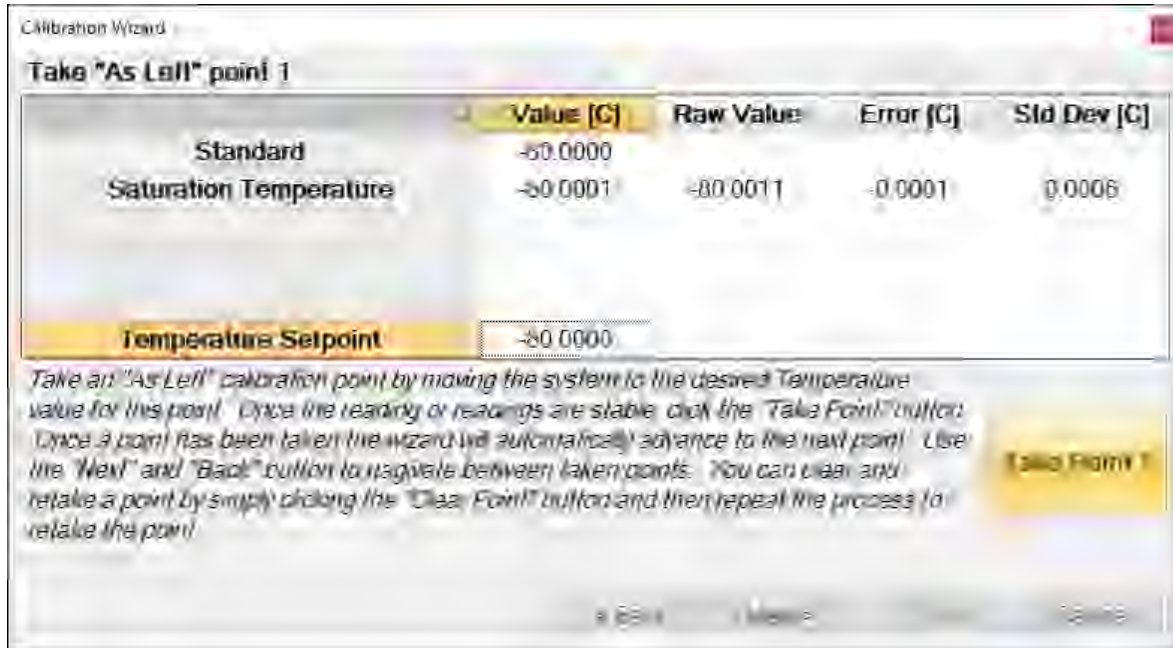 Calibration Wizard
Take "As Left" point 1
Value [C] Raw Value Error [C] Std Dev [C]
Standard -80.0000
Saturation Temperature -80.0001 -80.0011 -0.0001 0.0006
Temperature Setpoint -80.0000
Take an "As Left" calibration point by moving the system to the desired Temperature
value for this point. Once the reading or readings are stable, click the "Take Point" button.
Once a point has been taken the wizard will automatically advance to the next point. Use
the "Next" and "Back" button to navigate between taken points. You can clear and
retake a point by simply clicking the "Clear Point" button and then repeat the process to
retake the point.
Take Point 1